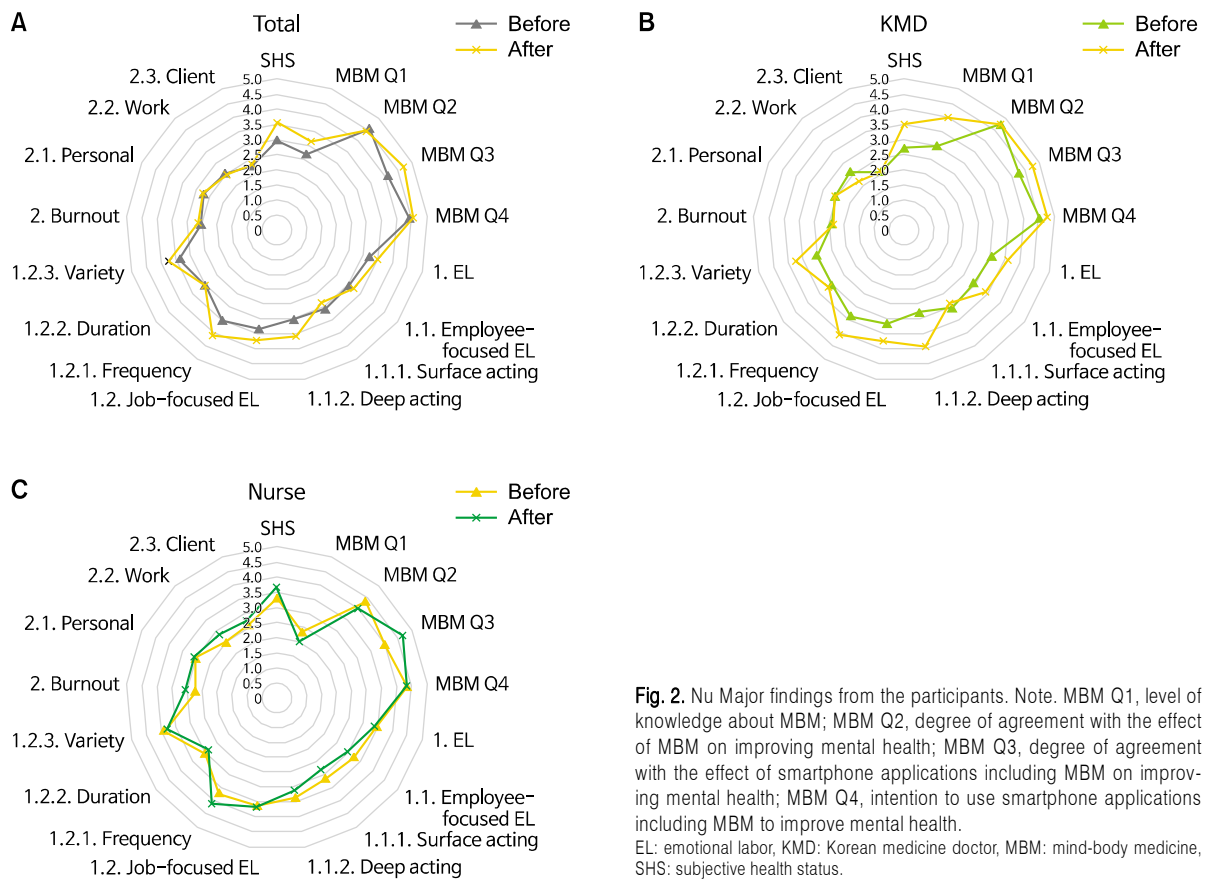 A
Total
Before
After
SHS
MBM Q1
MBM Q2
MBM Q3
MBM Q4
1. EL
1.1. Employee-
focused EL
1.1.1. Surface acting
1.1.2. Deep acting
1.2. Job-focused EL
1.2.1. Frequency
1.2.2. Duration
1.2.3. Variety
2. Burnout
2.1. Personal
2.2. Work
2.3. Client
5.0
4.5
4.0
3.5
3.0
2.5
2.0
1.5
1.0
0.5
0
B
KMD
Before
After
SHS
MBM Q1
MBM Q2
MBM Q3
MBM Q4
1. EL
1.1. Employee-
focused EL
1.1.1. Surface acting
1.1.2. Deep acting
1.2. Job-focused EL
1.2.1. Frequency
1.2.2. Duration
1.2.3. Variety
2. Burnout
2.1. Personal
2.2. Work
2.3. Client
5.0
4.5
4.0
3.5
3.0
2.5
2.0
1.5
1.0
0.5
0
C
Nurse
Before
After
SHS
MBM Q1
MBM Q2
MBM Q3
MBM Q4
1. EL
1.1. Employee-
focused EL
1.1.1. Surface acting
1.1.2. Deep acting
1.2. Job-focused EL
1.2.1. Frequency
1.2.2. Duration
1.2.3. Variety
2. Burnout
2.1. Personal
2.2. Work
2.3. Client
5.0
4.5
4.0
3.5
3.0
2.5
2.0
1.5
1.0
0.5
0
Fig. 2. Nu Major findings from the participants. Note. MBM Q1, level of
knowledge about MBM; MBM Q2, degree of agreement with the effect
of MBM on improving mental health; MBM Q3, degree of agreement
with the effect of smartphone applications including MBM on improv-
ing mental health; MBM Q4, intention to use smartphone applications
including MBM to improve mental health.
EL: emotional labor, KMD: Korean medicine doctor, MBM: mind-body medicine,
SHS: subjective health status.